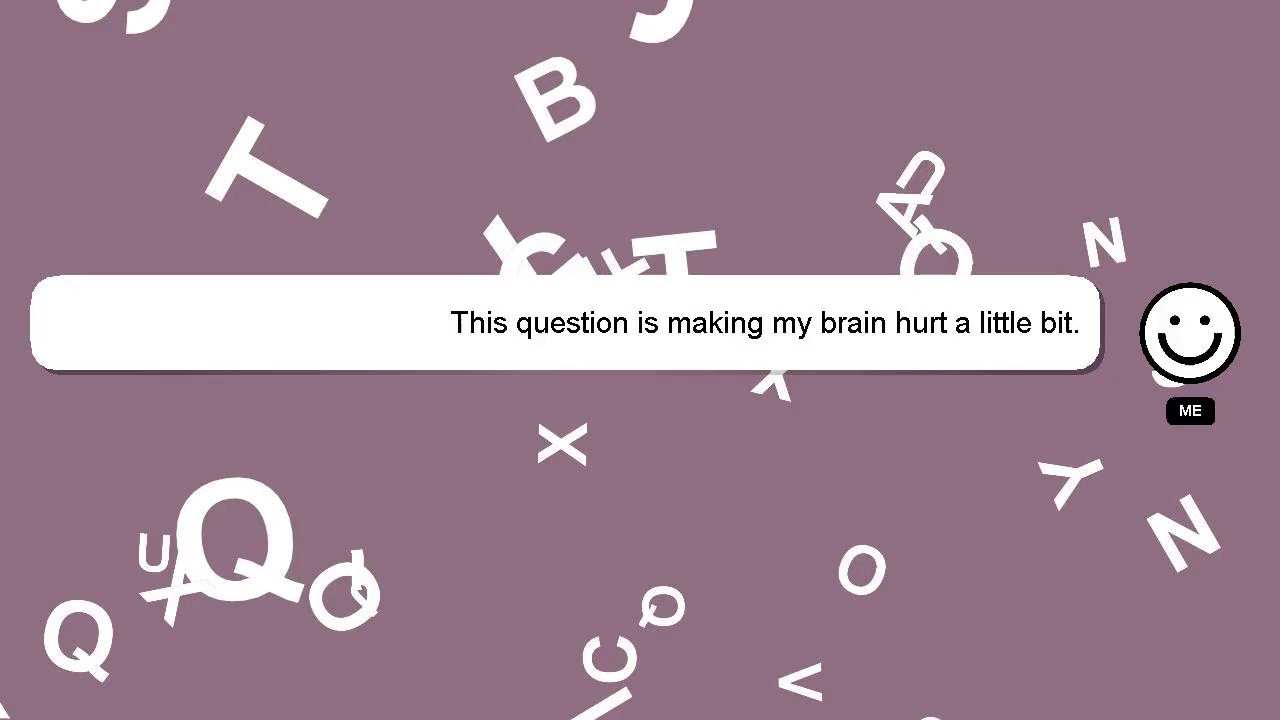 B
T
U
A
N
T
This question is making my brain hurt a little bit.
ME
X
Y
Q
N
U
O
Q
Q
Q
C
V